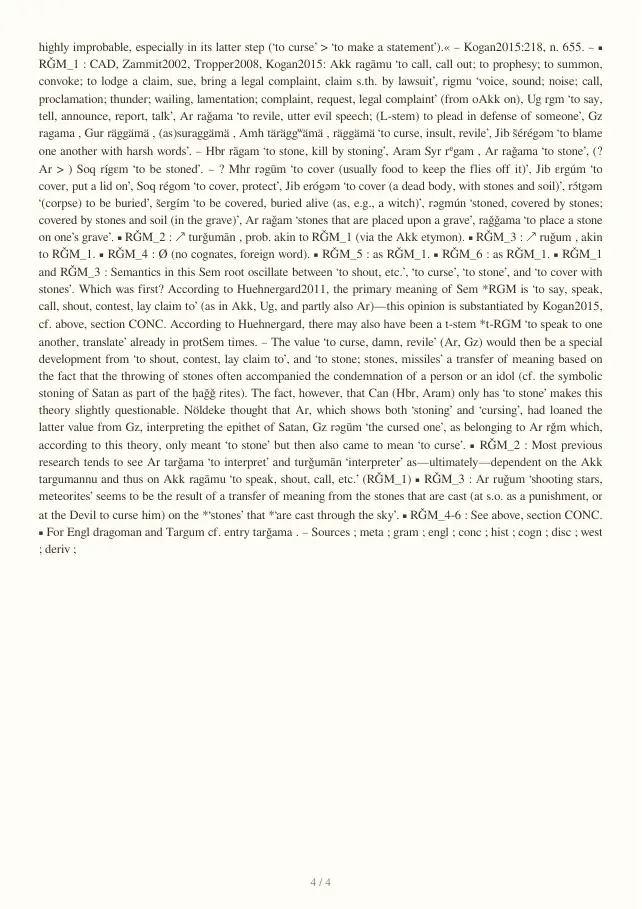 highly improbable, especially in its latter step (‘to curse’ > ‘to make a statement’).« – Kogan2015:218, n. 655. – ▪
RǦM_1 : CAD, Zammit2002, Tropper2008, Kogan2015: Akk ragāmu ‘to call, call out; to prophesy; to summon,
convoke; to lodge a claim, sue, bring a legal complaint, claim s.th. by lawsuit’, rigmu ‘voice, sound; noise; call,
proclamation; thunder; wailing, lamentation; complaint, request, legal complaint’ (from oAkk on), Ug rgm ‘to say,
tell, announce, report, talk’, Ar raǧama ‘to revile, utter evil speech; (L-stem) to plead in defense of someone’, Gz
ragama , Gur räggämä , (as)suraggämä , Amh täräggʷämä , räggämä ‘to curse, insult, revile’, Jib šérégəm ‘to blame
one another with harsh words’. – Hbr rāgam ‘to stone, kill by stoning’, Aram Syr rᵉgam , Ar raǧama ‘to stone’, (?
Ar > ) Soq rígɛm ‘to be stoned’. – ? Mhr rəgūm ‘to cover (usually food to keep the flies off it)’, Jib ɛrgúm ‘to
cover, put a lid on’, Soq régom ‘to cover, protect’, Jib erógəm ‘to cover (a dead body, with stones and soil)’, rɔ́tgəm
‘(corpse) to be buried’, šergím ‘to be covered, buried alive (as, e.g., a witch)’, rəgmún ‘stoned, covered by stones;
covered by stones and soil (in the grave)’, Ar raǧam ‘stones that are placed upon a grave’, raǧǧama ‘to place a stone
on one’s grave’. ▪ RǦM_2 : ↗ turǧumān , prob. akin to RǦM_1 (via the Akk etymon). ▪ RǦM_3 : ↗ ruǧum , akin
to RǦM_1. ▪ RǦM_4 : Ø (no cognates, foreign word). ▪ RǦM_5 : as RǦM_1. ▪ RǦM_6 : as RǦM_1. ▪ RǦM_1
and RǦM_3 : Semantics in this Sem root oscillate between ‘to shout, etc.’, ‘to curse’, ‘to stone’, and ‘to cover with
stones’. Which was first? According to Huehnergard2011, the primary meaning of Sem *RGM is ‘to say, speak,
call, shout, contest, lay claim to’ (as in Akk, Ug, and partly also Ar)—this opinion is substantiated by Kogan2015,
cf. above, section CONC. According to Huehnergard, there may also have been a t-stem *t-RGM ‘to speak to one
another, translate’ already in protSem times. – The value ‘to curse, damn, revile’ (Ar, Gz) would then be a special
development from ‘to shout, contest, lay claim to’, and ‘to stone; stones, missiles’ a transfer of meaning based on
the fact that the throwing of stones often accompanied the condemnation of a person or an idol (cf. the symbolic
stoning of Satan as part of the ḥaǧǧ rites). The fact, however, that Can (Hbr, Aram) only has ‘to stone’ makes this
theory slightly questionable. Nöldeke thought that Ar, which shows both ‘stoning’ and ‘cursing’, had loaned the
latter value from Gz, interpreting the epithet of Satan, Gz rəgūm ‘the cursed one’, as belonging to Ar rǧm which,
according to this theory, only meant ‘to stone’ but then also came to mean ‘to curse’. ▪ RǦM_2 : Most previous
research tends to see Ar tarǧama ‘to interpret’ and turǧumān ‘interpreter’ as—ultimately—dependent on the Akk
targumannu and thus on Akk ragāmu ‘to speak, shout, call, etc.’ (RǦM_1) ▪ RǦM_3 : Ar ruǧum ‘shooting stars,
meteorites’ seems to be the result of a transfer of meaning from the stones that are cast (at s.o. as a punishment, or
at the Devil to curse him) on the *‘stones’ that *‘are cast through the sky’. ▪ RǦM_4-6 : See above, section CONC.
▪ For Engl dragoman and Targum cf. entry tarǧama . – Sources ; meta ; gram ; engl ; conc ; hist ; cogn ; disc ; west
; deriv ;
4 / 4